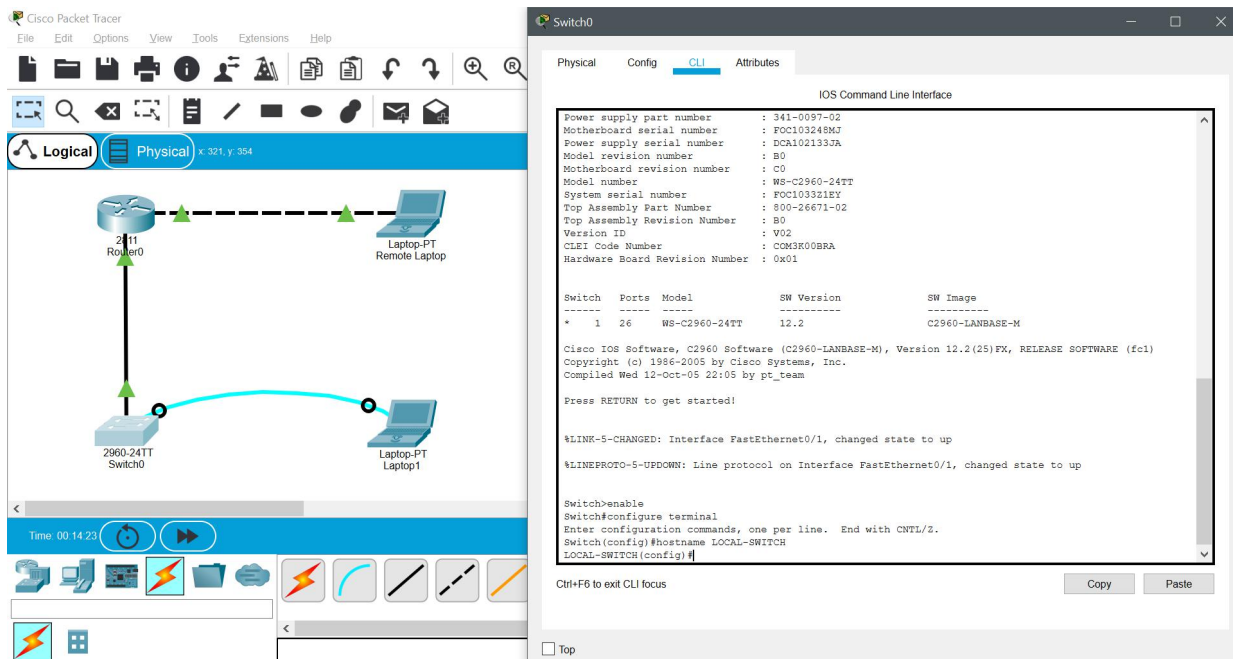 Cisco Packet Tracer
File Edit Options View Tools Extensions Help
Logical Physical x: 321, y: 354
2811
Router0
Laptop-PT
Remote Laptop
2960-24TT
Switch0
Laptop-PT
Laptop1
Time: 00:14:23
Switch0
Physical Config CLI Attributes
IOS Command Line Interface
Power supply part number : 341-0097-02
Motherboard serial number : FOC103248MJ
Power supply serial number : DCA102133JA
Model revision number : B0
Motherboard revision number : C0
Model number : WS-C2960-24TT
System serial number : FOC1033Z1EY
Top Assembly Part Number : 800-26671-02
Top Assembly Revision Number : B0
Version ID : V02
CLEI Code Number : COM3K00BRA
Hardware Board Revision Number : 0x01
Switch Ports Model SW Version SW Image
------ ----- ----- ---------- ----------
* 1 26 WS-C2960-24TT 12.2 C2960-LANBASE-M
Cisco IOS Software, C2960 Software (C2960-LANBASE-M), Version 12.2(25)FX, RELEASE SOFTWARE (fc1)
Copyright (c) 1986-2005 by Cisco Systems, Inc.
Compiled Wed 12-Oct-05 22:05 by pt_team
Press RETURN to get started!
%LINK-5-CHANGED: Interface FastEthernet0/1, changed state to up
%LINEPROTO-5-UPDOWN: Line protocol on Interface FastEthernet0/1, changed state to up
Switch>enable
Switch#configure terminal
Enter configuration commands, one per line. End with CNTL/Z.
Switch(config)#hostname LOCAL-SWITCH
LOCAL-SWITCH(config)#
Ctrl+F6 to exit CLI focus
Copy Paste
Top